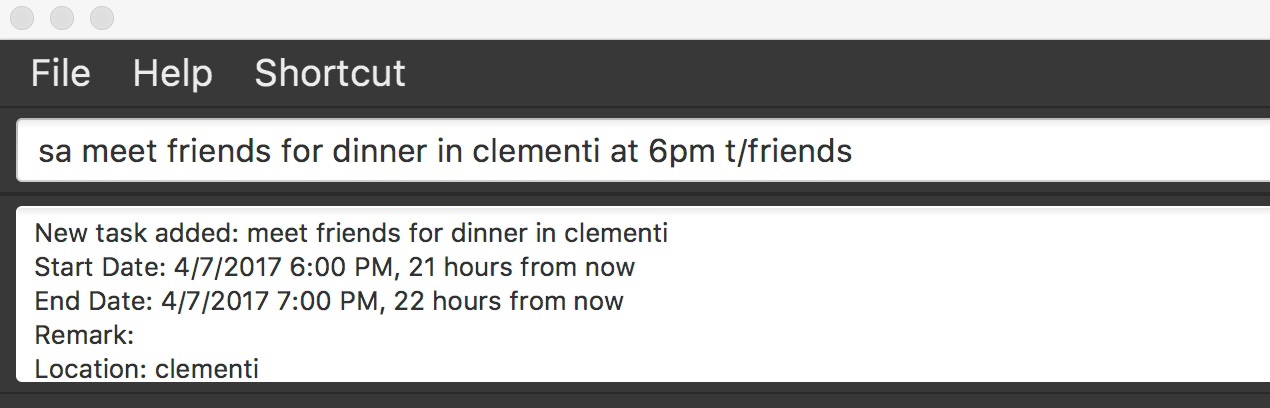 File Help Shortcut
sa meet friends for dinner in clementi at 6pm t/friends
New task added: meet friends for dinner in clementi
Start Date: 4/7/2017 6:00 PM, 21 hours from now
End Date: 4/7/2017 7:00 PM, 22 hours from now
Remark:
Location: clementi